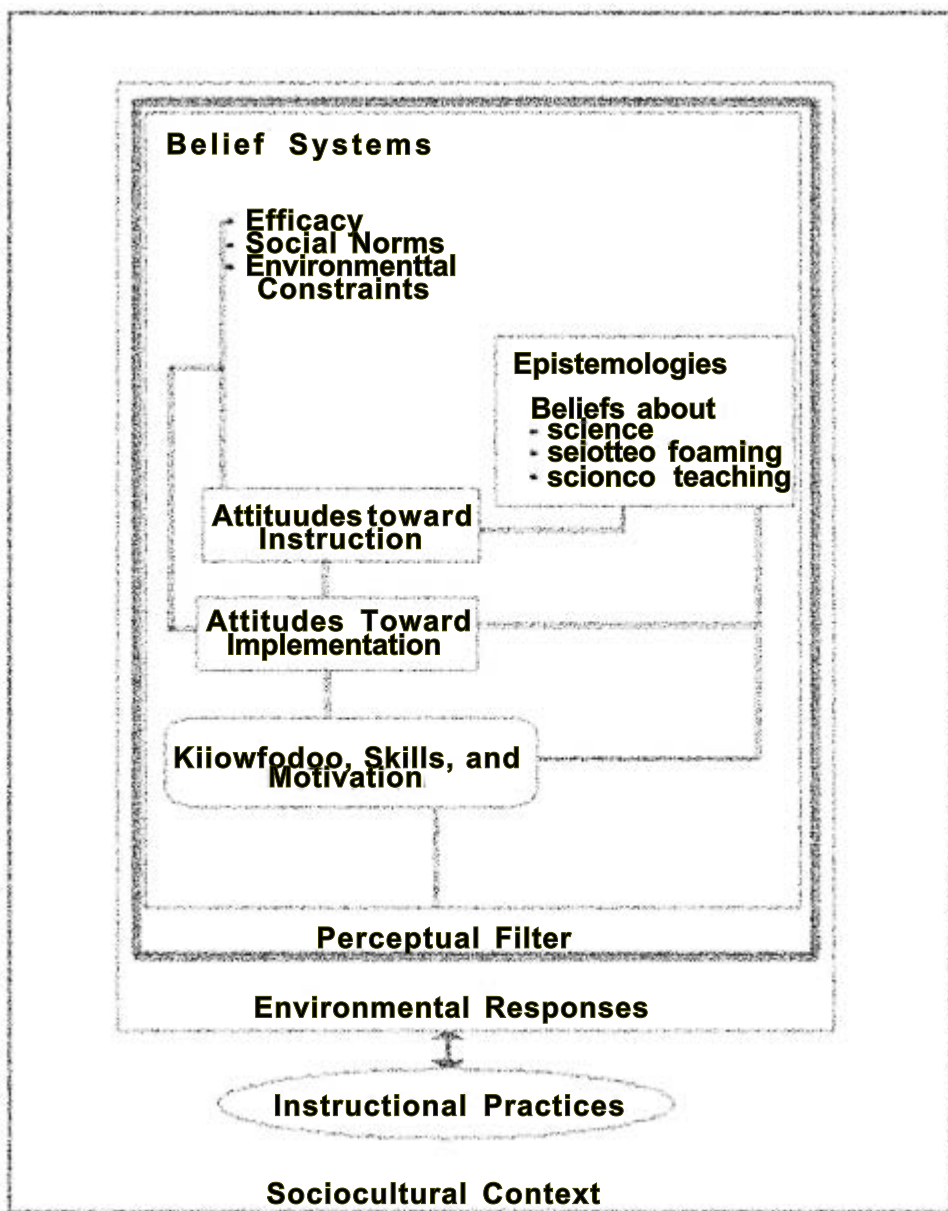 Belief Systems
- Efficacy
- Social Norms
- Environmenttal
Constraints
Epistemologies
Beliefs about
- science
- seiotteo foaming
- scionco teaching
Attituudes toward
Instruction
Attitudes Toward
Implementation
Kiiowfodoo, Skills, and
Motivation
Perceptual Filter
Environmental Responses
Instructional Practices
Sociocultural Context